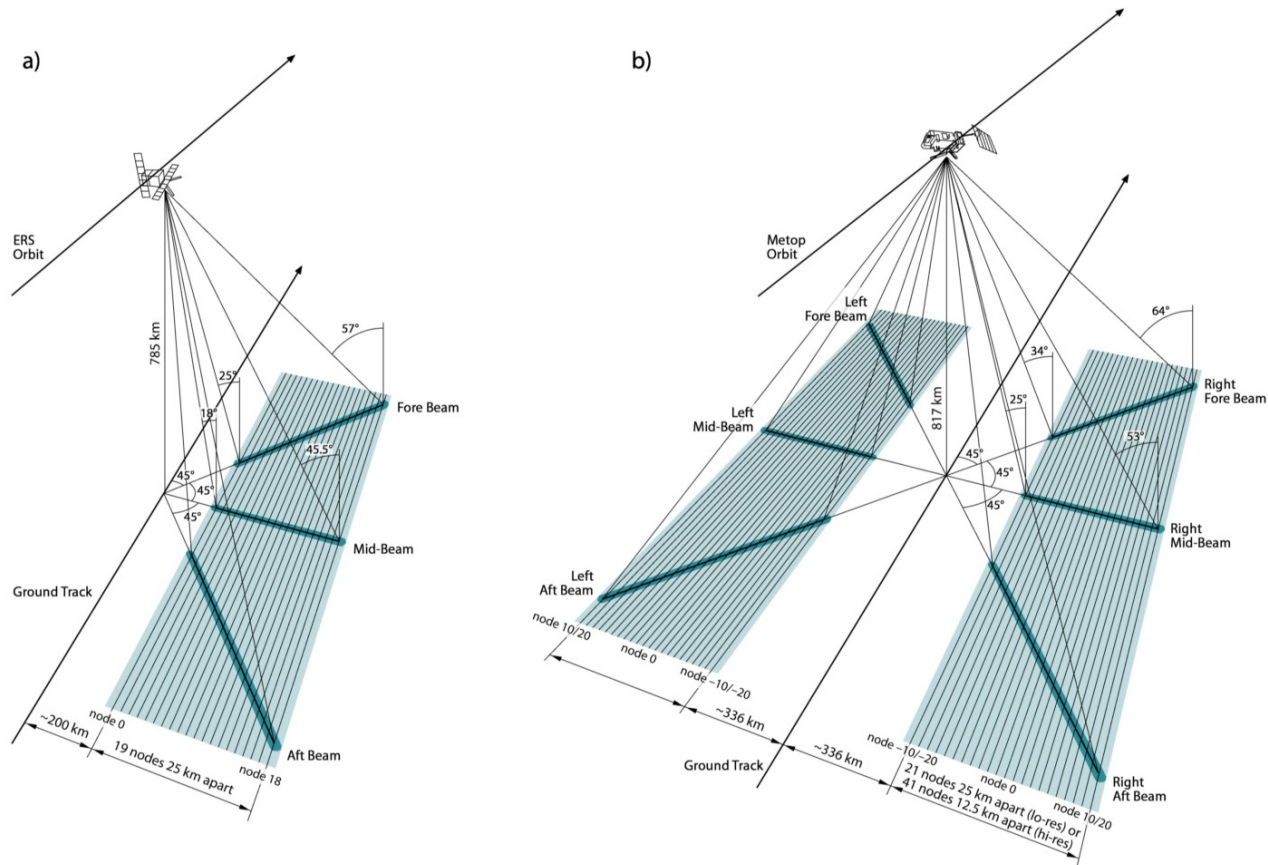 a)
ERS
Orbit
785 km
57°
25°
18°
Fore Beam
45.5°
45°
45°
45°
Mid-Beam
Ground Track
Aft Beam
node 0
node 18
~200 km
19 nodes 25 km apart
b)
Metop
Orbit
Left
Fore Beam
64°
34°
25°
Right
Fore Beam
Left
Mid-Beam
817 km
53°
45°
45°
45°
Right
Mid-Beam
Left
Aft Beam
node 10/20
node 0
node –10/–20
~336 km
~336 km
Ground Track
node –10/–20
node 0
node 10/20
21 nodes 25 km apart (lo-res) or
41 nodes 12.5 km apart (hi-res)
Right
Aft Beam